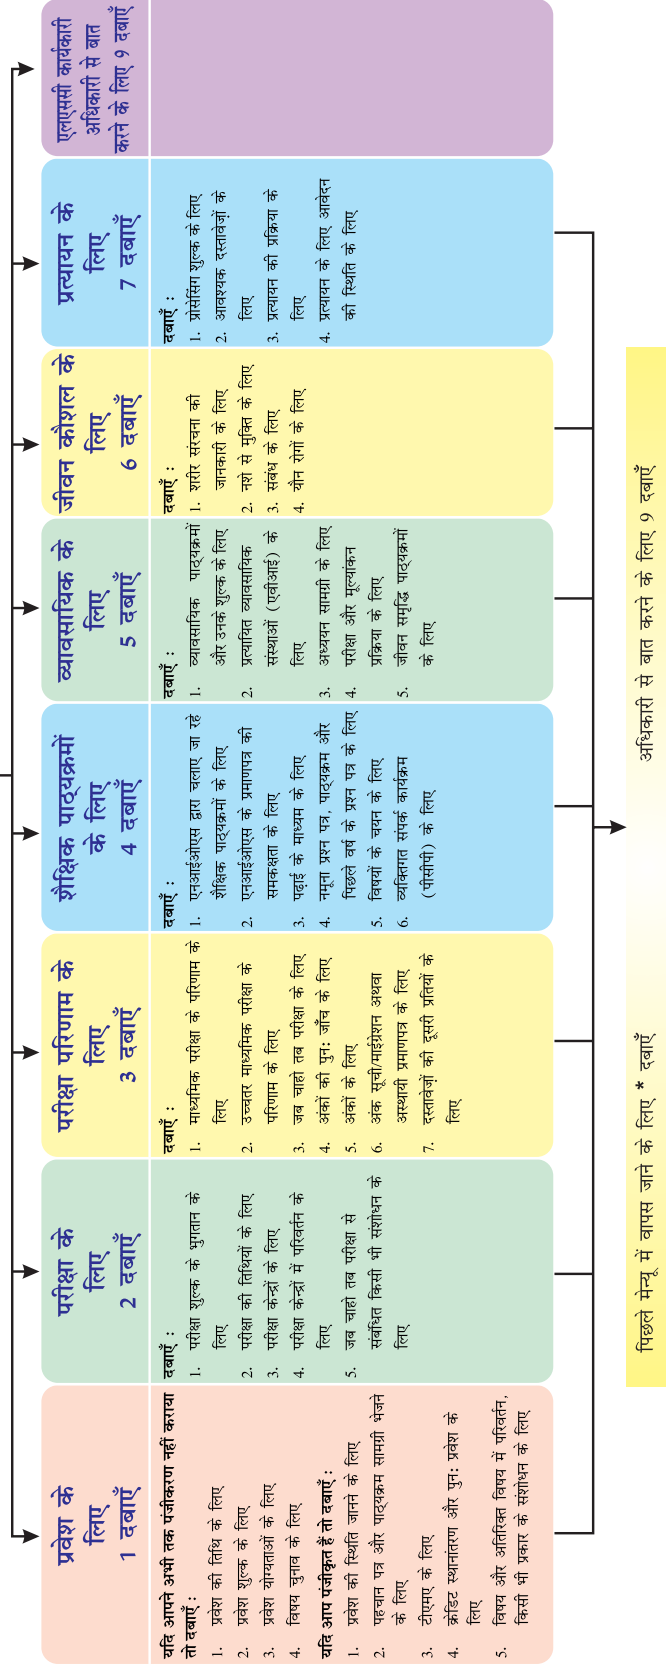 प्रवेश के
लिए
1 दबाएँ
यदि आपने अभी तक पंजीकरण नहीं कराया
तो दबाएँ :
1. प्रवेश की तिथि के लिए
2. प्रवेश शुल्क के लिए
3. प्रवेश योग्यताओं के लिए
4. विषय चुनाव के लिए
यदि आप पंजीकृत हैं तो दबाएँ :
1. प्रवेश की स्थिति जानने के लिए
2. पहचान पत्र और पाठ्यक्रम सामग्री भेजने
के लिए
3. टीएमए के लिए
4. क्रेडिट स्थानांतरण और पुन: प्रवेश के
लिए
5. विषय और अतिरिक्त विषय में परिवर्तन,
किसी भी प्रकार के संशोधन के लिए
परीक्षा के
लिए
2 दबाएँ
दबाएँ :
1. परीक्षा शुल्क के भुगतान के
लिए
2. परीक्षा की तिथियों के लिए
3. परीक्षा केन्द्रों के लिए
4. परीक्षा केन्द्रों में परिवर्तन के
लिए
5. जब चाहो तब परीक्षा से
संबंधित किसी भी संशोधन के
लिए
परीक्षा परिणाम के
लिए
3 दबाएँ
दबाएँ :
1. माध्यमिक परीक्षा के परिणाम के
लिए
2. उच्चतर माध्यमिक परीक्षा के
परिणाम के लिए
3. जब चाहो तब परीक्षा के लिए
4. अंकों की पुन: जाँच के लिए
5. अंकों के लिए
6. अंक सूची/माईग्रेशन अथवा
अस्थायी प्रमाणपत्र के लिए
7. दस्तावेज़ों की दूसरी प्रतियों के
लिए
शैक्षिक पाठ्यक्रमों
के लिए
4 दबाएँ
दबाएँ :
1. एनआईओएस द्वारा चलाए जा रहे
शैक्षिक पाठ्यक्रमों के लिए
2. एनआईओएस के प्रमाणपत्र की
समकक्षता के लिए
3. पढ़ाई के माध्यम के लिए
4. नमूना प्रश्न पत्र, पाठ्यक्रम और
पिछले वर्ष के प्रश्न पत्र के लिए
5. विषयों के चयन के लिए
6. व्यक्तिगत संपर्क कार्यक्रम
(पीसीपी) के लिए
व्यावसायिक के
लिए
5 दबाएँ
दबाएँ :
1. व्यावसायिक पाठ्यक्रमों
और उनके शुल्क के लिए
2. प्रत्यायित व्यावसायिक
संस्थाओं (एवीआई) के
लिए
3. अध्ययन सामग्री के लिए
4. परीक्षा और मूल्यांकन
प्रक्रिया के लिए
5. जीवन समृद्धि पाठ्यक्रमों
के लिए
जीवन कौशल के
लिए
6 दबाएँ
दबाएँ :
1. शरीर संरचना की
जानकारी के लिए
2. नशे से मुक्ति के लिए
3. संबंध के लिए
4. यौन रोगों के लिए
प्रत्यायन के
लिए
7 दबाएँ
दबाएँ :
1. प्रोसेसिंग शुल्क के लिए
2. आवश्यक दस्तावेज़ों के
लिए
3. प्रत्यायन की प्रक्रिया के
लिए
4. प्रत्यायन के लिए आवेदन
की स्थिति के लिए
एलएससी कार्यकारी
अधिकारी से बात
करने के लिए 9 दबाएँ
पिछले मेन्यू में वापस जाने के लिए * दबाएँ
अधिकारी से बात करने के लिए 9 दबाएँ